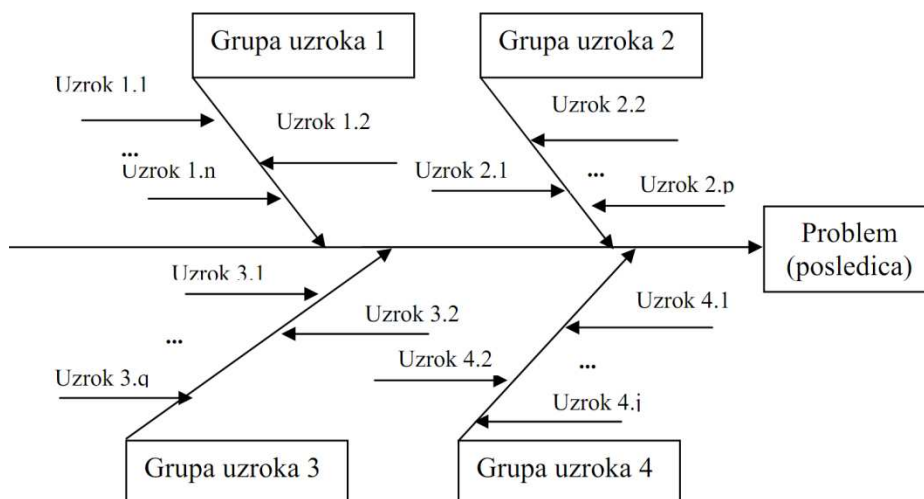 Grupa uzroka 1
Grupa uzroka 2
Uzrok 1.1
Uzrok 1.2
...
Uzrok 1.n
Uzrok 2.2
Uzrok 2.1
...
Uzrok 2.p
Problem
(posledica)
Uzrok 3.1
Uzrok 3.2
...
Uzrok 3.q
Uzrok 4.1
Uzrok 4.2
...
Uzrok 4.j
Grupa uzroka 3
Grupa uzroka 4